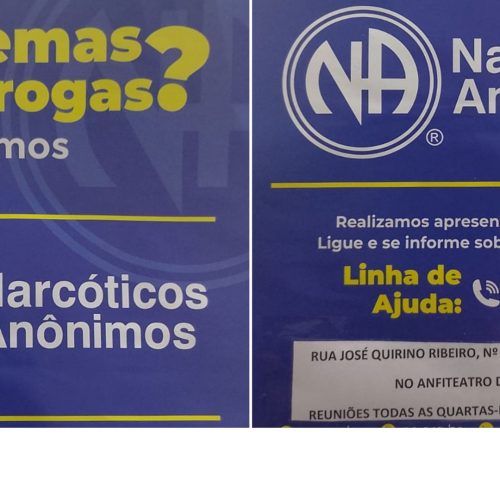 emas
rogas?
mos
Narcóticos
Anônimos
NA
®
Na
An
Realizamos apresen
Ligue e se informe sob
Linha de
Ajuda:
RUA JOSÉ QUIRINO RIBEIRO, Nº
NO ANFITEATRO D
REUNIÕES TODAS AS QUARTAS-